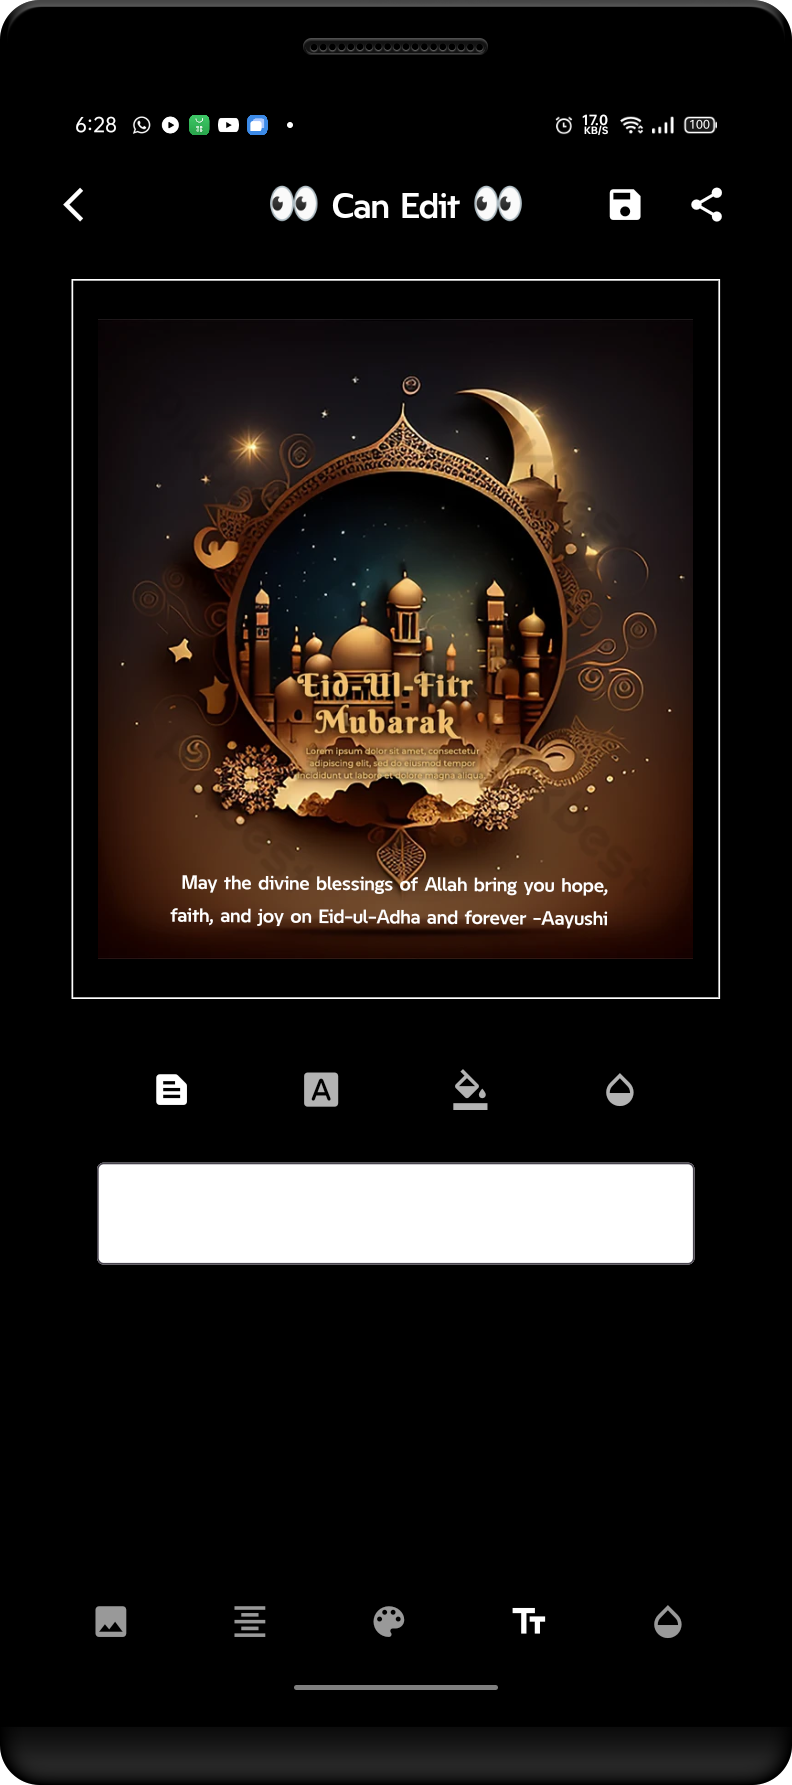 6:28
17.0
KB/S
100
👀 Can Edit 👀
Eid-Ul-Fitr
Mubarak
Lorem ipsum dolor sit amet, consectetur
adipiscing elit, sed do eiusmod tempor
incididunt ut labore et dolore magna aliqua.
May the divine blessings of Allah bring you hope,
faith, and joy on Eid-ul-Adha and forever -Aayushi
A
Tt